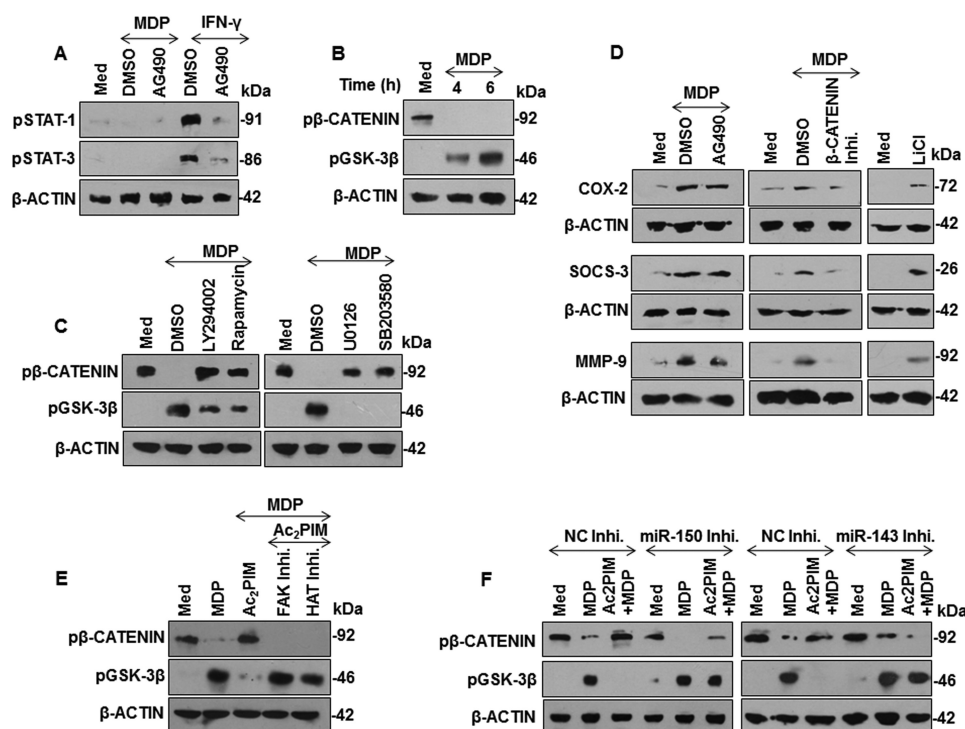 A
MDP
IFN-γ
Med
DMSO
AG490
DMSO
AG490
kDa
pSTAT-1
-91
pSTAT-3
-86
β-ACTIN
-42
B
MDP
Med
Time (h)
4
6
kDa
pβ-CATENIN
-92
pGSK-3β
-46
β-ACTIN
-42
C
MDP
MDP
Med
DMSO
LY294002
Rapamycin
Med
DMSO
U0126
SB203580
kDa
pβ-CATENIN
-92
pGSK-3β
-46
β-ACTIN
-42
D
MDP
MDP
Med
DMSO
AG490
Med
DMSO
β-CATENIN
Inhi.
Med
LiCl
kDa
COX-2
-72
β-ACTIN
-42
SOCS-3
-26
β-ACTIN
-42
MMP-9
-92
β-ACTIN
-42
E
MDP
Ac₂PIM
Med
MDP
Ac₂PIM
FAK Inhi.
HAT Inhi.
kDa
pβ-CATENIN
-92
pGSK-3β
-46
β-ACTIN
-42
F
NC Inhi.
miR-150 Inhi.
NC Inhi.
miR-143 Inhi.
Med
MDP
Ac2PIM
+MDP
Med
MDP
Ac2PIM
+MDP
Med
MDP
Ac2PIM
+MDP
Med
MDP
Ac2PIM
+MDP
kDa
pβ-CATENIN
-92
pGSK-3β
-46
β-ACTIN
-42